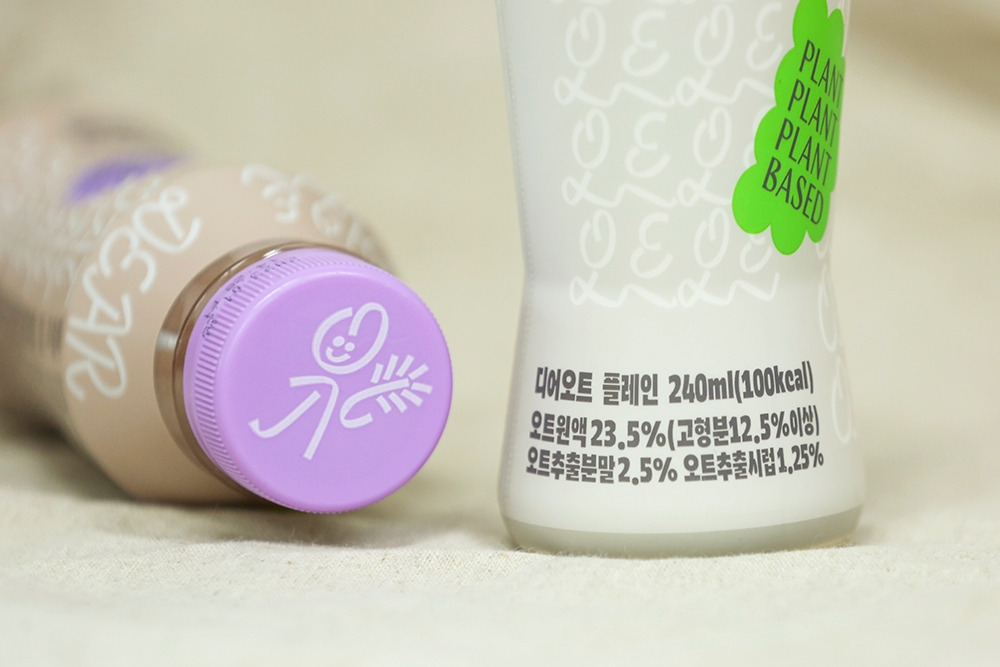 PLANT
PLANT
PLANT
BASED
DEAR
디어오트 플레인 240ml(100kcal)
오트원액 23.5%(고형분12.5%이상)
오트추출분말2.5% 오트추출시럽1.25%